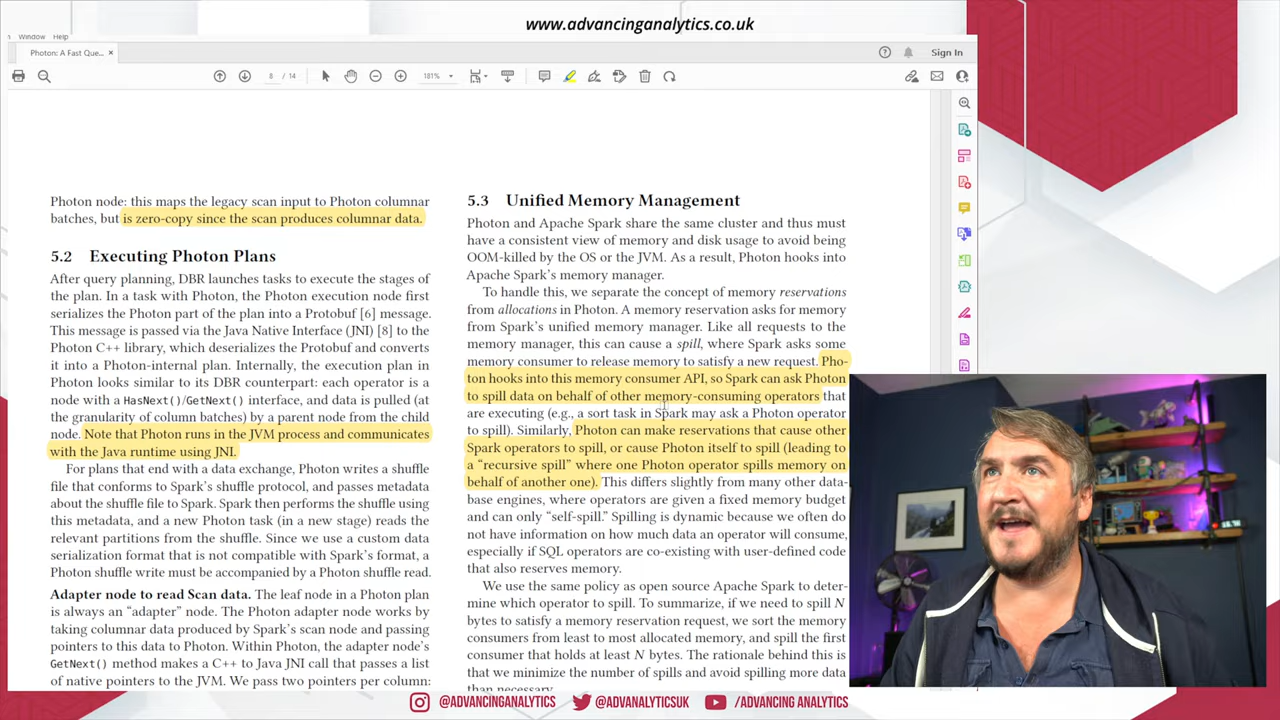 www.advancinganalytics.co.uk
Window Help
Photon: A Fast Que... ×
Sign In
8 / 14
181%
Photon node: this maps the legacy scan input to Photon columnar
batches, but is zero-copy since the scan produces columnar data.
5.2 Executing Photon Plans
After query planning, DBR launches tasks to execute the stages of
the plan. In a task with Photon, the Photon execution node first
serializes the Photon part of the plan into a Protobuf [6] message.
This message is passed via the Java Native Interface (JNI) [8] to the
Photon C++ library, which deserializes the Protobuf and converts
it into a Photon-internal plan. Internally, the execution plan in
Photon looks similar to its DBR counterpart: each operator is a
node with a HasNext()/GetNext() interface, and data is pulled (at
the granularity of column batches) by a parent node from the child
node. Note that Photon runs in the JVM process and communicates
with the Java runtime using JNI.
For plans that end with a data exchange, Photon writes a shuffle
file that conforms to Spark's shuffle protocol, and passes metadata
about the shuffle file to Spark. Spark then performs the shuffle using
this metadata, and a new Photon task (in a new stage) reads the
relevant partitions from the shuffle. Since we use a custom data
serialization format that is not compatible with Spark's format, a
Photon shuffle write must be accompanied by a Photon shuffle read.
Adapter node to read Scan data. The leaf node in a Photon plan
is always an “adapter” node. The Photon adapter node works by
taking columnar data produced by Spark's scan node and passing
pointers to this data to Photon. Within Photon, the adapter node's
GetNext() method makes a C++ to Java JNI call that passes a list
of native pointers to the JVM. We pass two pointers per column:
5.3 Unified Memory Management
Photon and Apache Spark share the same cluster and thus must
have a consistent view of memory and disk usage to avoid being
OOM-killed by the OS or the JVM. As a result, Photon hooks into
Apache Spark's memory manager.
To handle this, we separate the concept of memory reservations
from allocations in Photon. A memory reservation asks for memory
from Spark's unified memory manager. Like all requests to the
memory manager, this can cause a spill, where Spark asks some
memory consumer to release memory to satisfy a new request. Pho-
ton hooks into this memory consumer API, so Spark can ask Photon
to spill data on behalf of other memory-consuming operators that
are executing (e.g., a sort task in Spark may ask a Photon operator
to spill). Similarly, Photon can make reservations that cause other
Spark operators to spill, or cause Photon itself to spill (leading to
a “recursive spill” where one Photon operator spills memory on
behalf of another one). This differs slightly from many other data-
base engines, where operators are given a fixed memory budget
and can only “self-spill.” Spilling is dynamic because we often do
not have information on how much data an operator will consume,
especially if SQL operators are co-existing with user-defined code
that also reserves memory.
We use the same policy as open source Apache Spark to deter-
mine which operator to spill. To summarize, if we need to spill N
bytes to satisfy a memory reservation request, we sort the memory
consumers from least to most allocated memory, and spill the first
consumer that holds at least N bytes. The rationale behind this is
that we minimize the number of spills and avoid spilling more data
than necessary.
@ADVANCINGANALYTICS @ADVANALYTICSUK /ADVANCING ANALYTICS